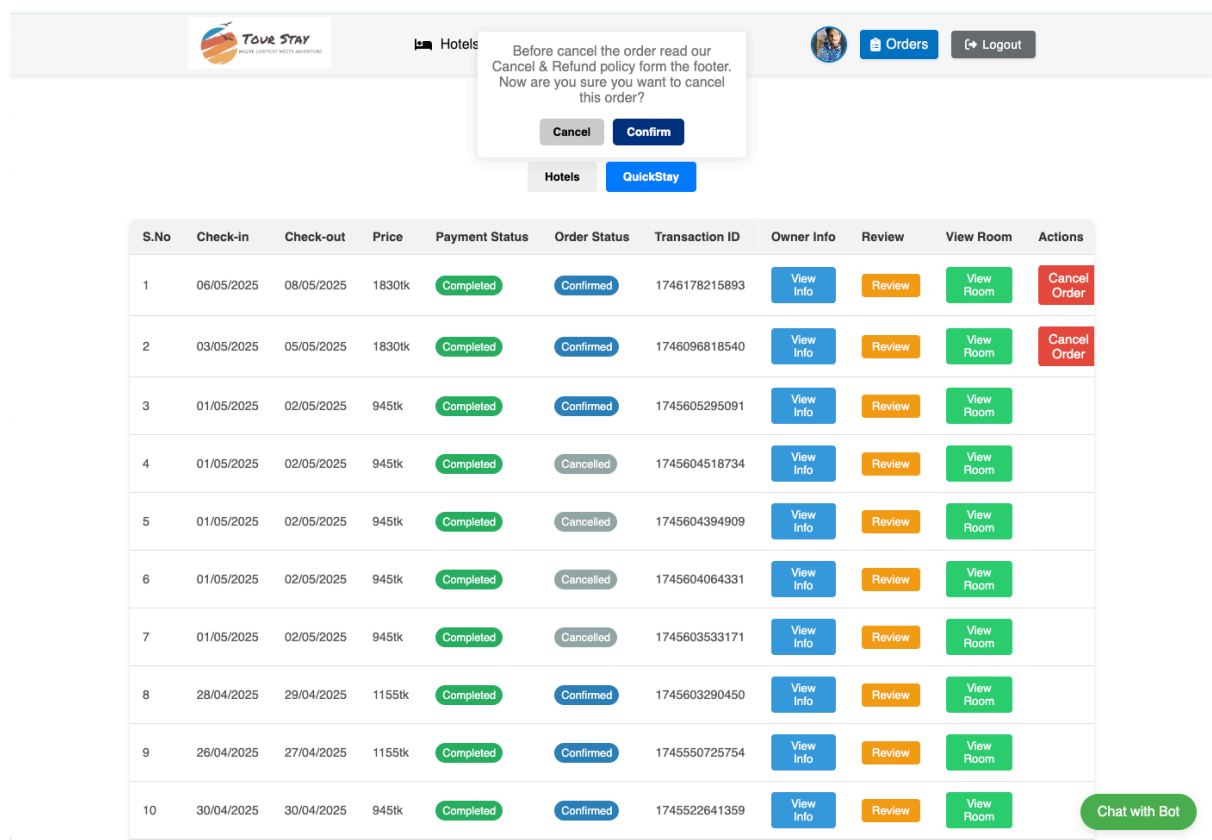 TOUR STAY
WHERE COMFORT MEETS ADVENTURE
Hotels
Orders
Logout
Before cancel the order read our
Cancel & Refund policy form the footer.
Now are you sure you want to cancel
this order?
Cancel Confirm
Hotels QuickStay
S.No Check-in Check-out Price Payment Status Order Status Transaction ID Owner Info Review View Room Actions
1 06/05/2025 08/05/2025 1830tk Completed Confirmed 1746178215893 View Info Review View Room Cancel Order
2 03/05/2025 05/05/2025 1830tk Completed Confirmed 1746096818540 View Info Review View Room Cancel Order
3 01/05/2025 02/05/2025 945tk Completed Confirmed 1745605295091 View Info Review View Room
4 01/05/2025 02/05/2025 945tk Completed Cancelled 1745604518734 View Info Review View Room
5 01/05/2025 02/05/2025 945tk Completed Cancelled 1745604394909 View Info Review View Room
6 01/05/2025 02/05/2025 945tk Completed Cancelled 1745604064331 View Info Review View Room
7 01/05/2025 02/05/2025 945tk Completed Cancelled 1745603533171 View Info Review View Room
8 28/04/2025 29/04/2025 1155tk Completed Confirmed 1745603290450 View Info Review View Room
9 26/04/2025 27/04/2025 1155tk Completed Confirmed 1745550725754 View Info Review View Room
10 30/04/2025 30/04/2025 945tk Completed Confirmed 1745522641359 View Info Review View Room
Chat with Bot